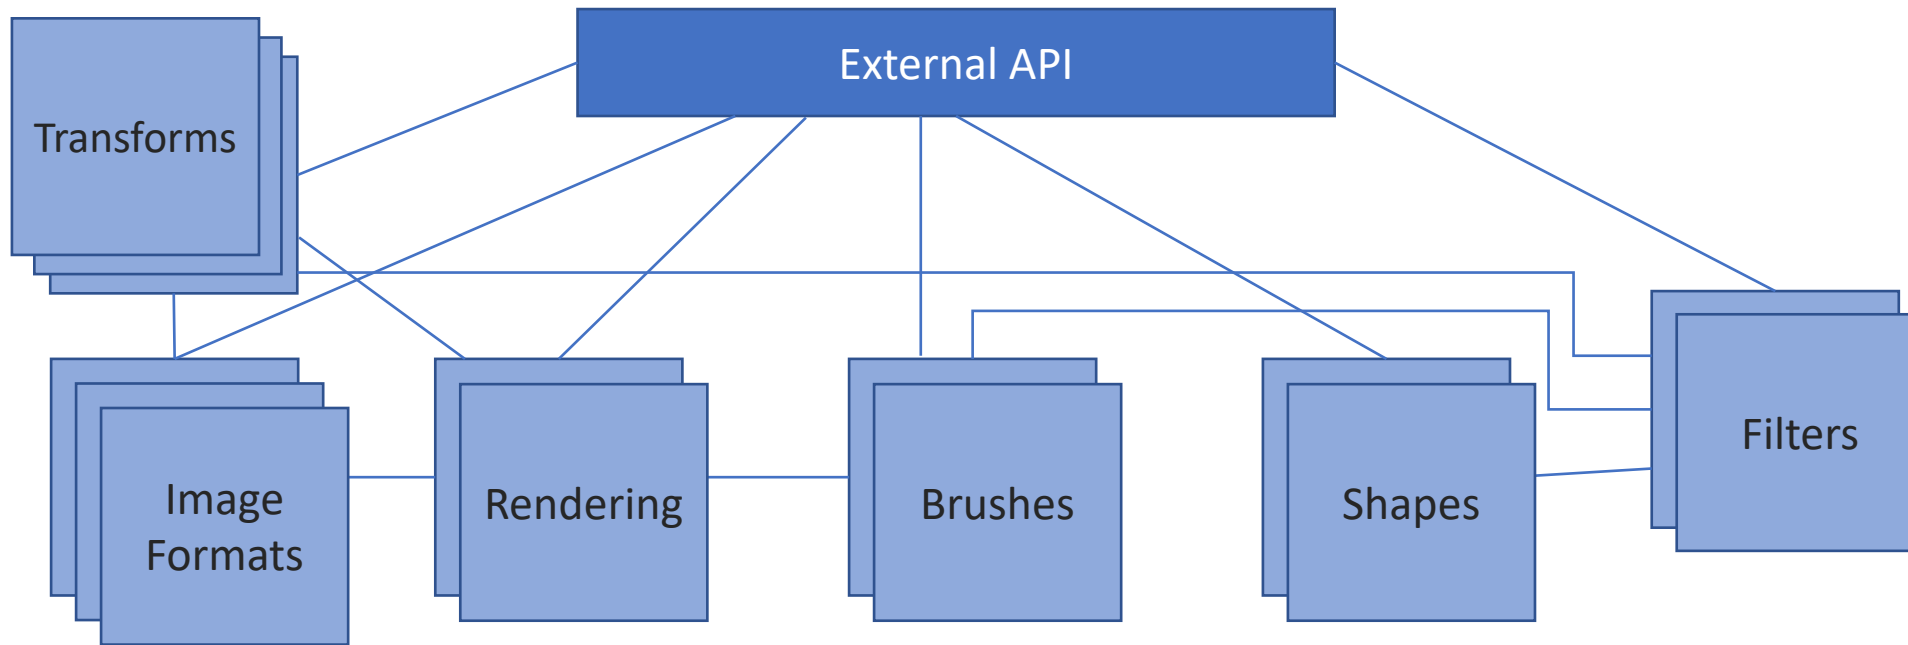 External API
Transforms
Image
Formats
Rendering
Brushes
Shapes
Filters